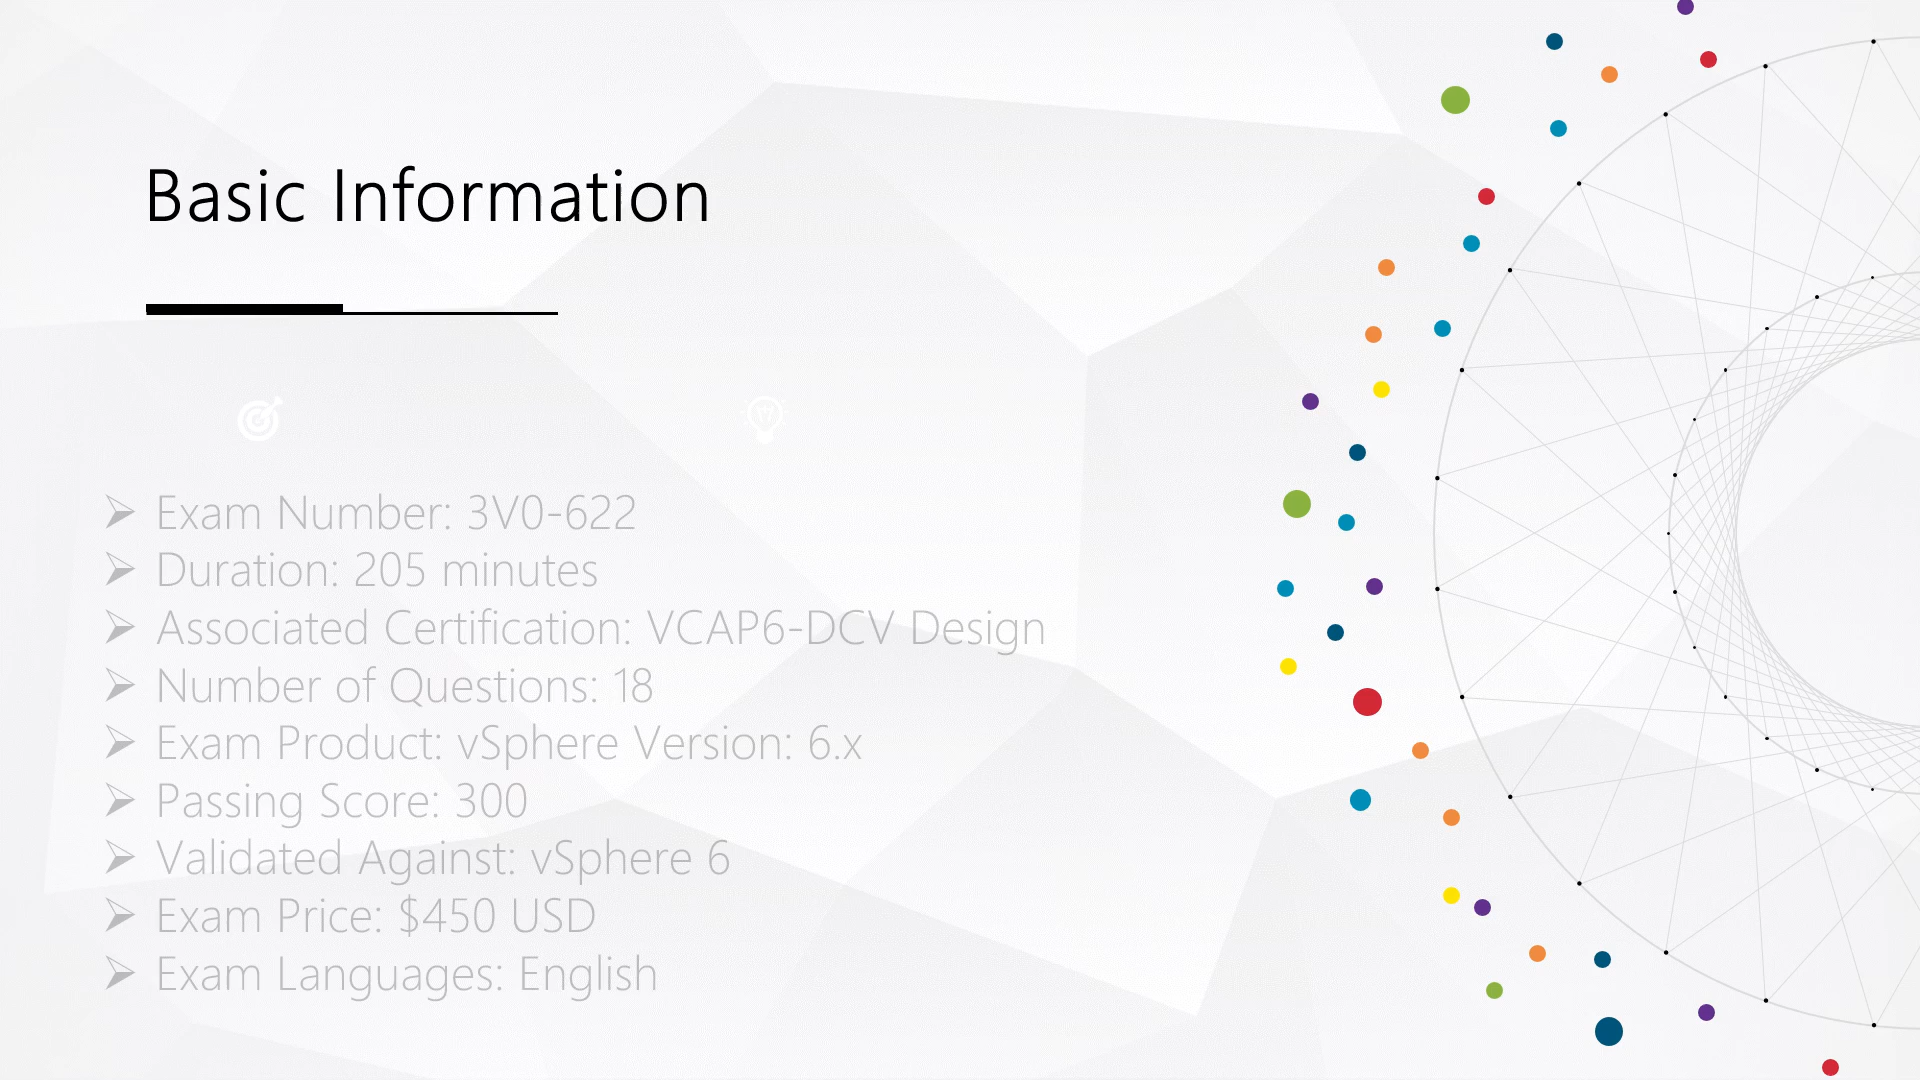 Basic Information
Exam Number: 3V0-622
Duration: 205 minutes
Associated Certification: VCAP6-DCV Design
Number of Questions: 18
Exam Product: vSphere Version: 6.x
Passing Score: 300
Validated Against: vSphere 6
Exam Price: $450 USD
Exam Languages: English